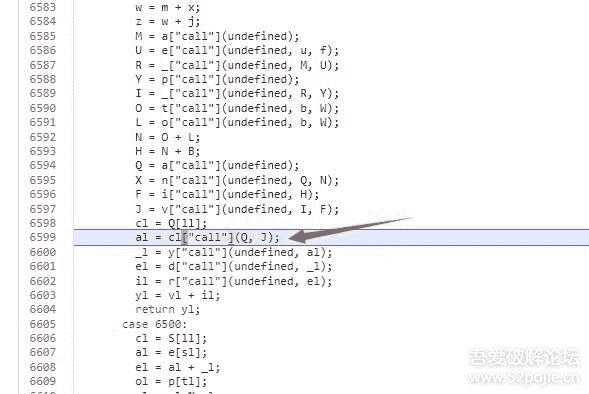 6583 w = m + x;
6584 z = w + j;
6585 M = a["call"](undefined);
6586 U = e["call"](undefined, u, f);
6587 R = _["call"](undefined, M, U);
6588 Y = p["call"](undefined);
6589 I = _["call"](undefined, R, Y);
6590 O = t["call"](undefined, b, W);
6591 L = o["call"](undefined, b, W);
6592 N = O + L;
6593 H = N + B;
6594 Q = a["call"](undefined);
6595 X = n["call"](undefined, Q, N);
6596 F = i["call"](undefined, H);
6597 J = v["call"](undefined, I, F);
6598 cl = Q[ll];
6599 al = cl["call"](Q, J);
6600 _l = y["call"](undefined, al);
6601 el = d["call"](undefined, _l);
6602 il = r["call"](undefined, el);
6603 yl = vl + il;
6604 return yl;
6605 case 6500:
6606 cl = S[ll];
6607 al = e[sl];
6608 el = al + _l;
6609 ol = p[tl];
吾爱破解论坛
www.52pojie.cn